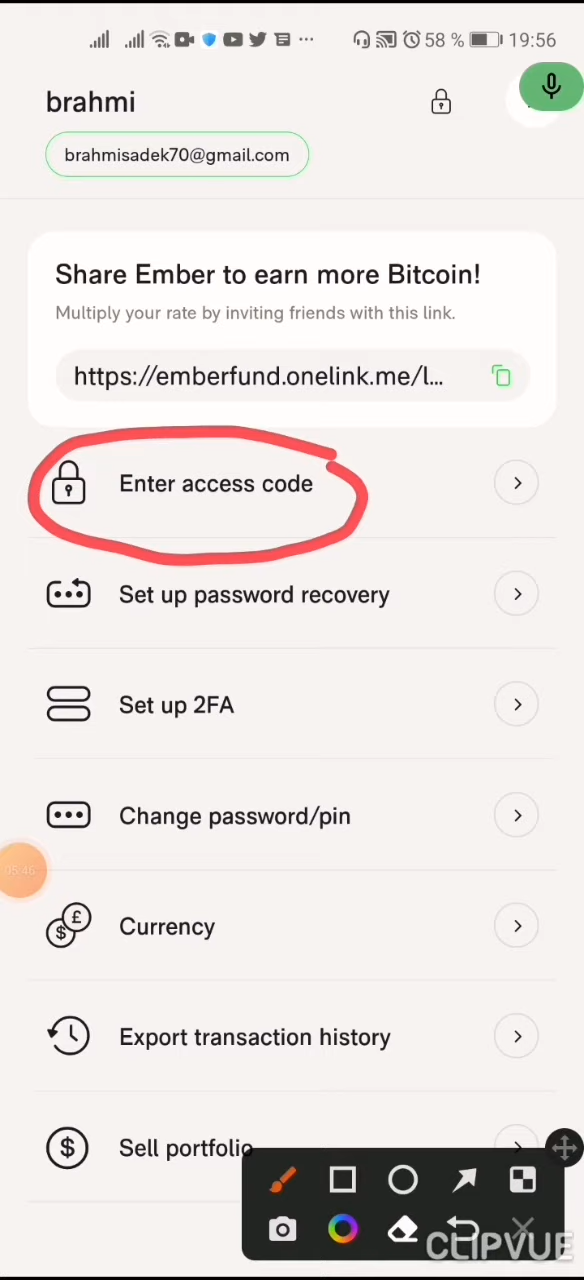 58 % 19:56
brahmi
brahmisadek70@gmail.com
Share Ember to earn more Bitcoin!
Multiply your rate by inviting friends with this link.
https://emberfund.onelink.me/l...
Enter access code
Set up password recovery
Set up 2FA
Change password/pin
05:46
Currency
Export transaction history
Sell portfolio
CLIPVUE